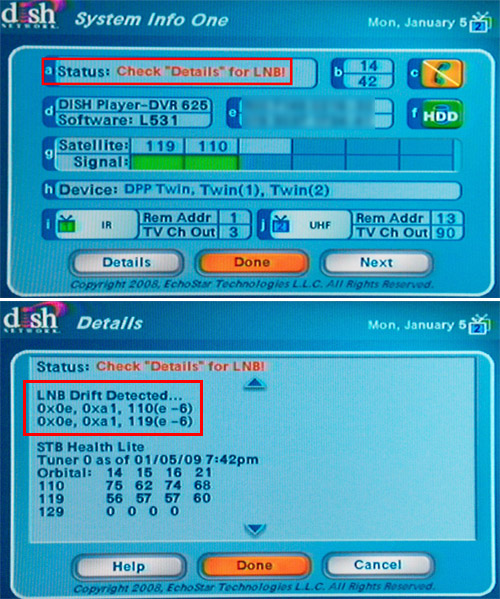 dish
NETWORK
System Info One
Mon, January 5
2
a Status: Check "Details" for LNB!
b 14
42
c
d DISH Player-DVR 625
Software: L531
e
f HDD
g Satellite: 119 110
Signal:
h Device: DPP Twin, Twin(1), Twin(2)
i 1 IR
Rem Addr 1
TV Ch Out 3
j 2 UHF
Rem Addr 13
TV Ch Out 90
Details Done Next
Copyright 2008, EchoStar Technologies L.L.C. All Rights Reserved.
dish
NETWORK
Details
Mon, January 5
2
Status: Check "Details" for LNB!
LNB Drift Detected...
0x0e, 0xa1, 110(e -6)
0x0e, 0xa1, 119(e -6)
STB Health Lite
Tuner 0 as of 01/05/09 7:42pm
Orbital: 14 15 16 21
110 75 62 74 68
119 56 57 57 60
129 0 0 0 0
Help Done Cancel
Copyright 2008, EchoStar Technologies L.L.C. All Rights Reserved.